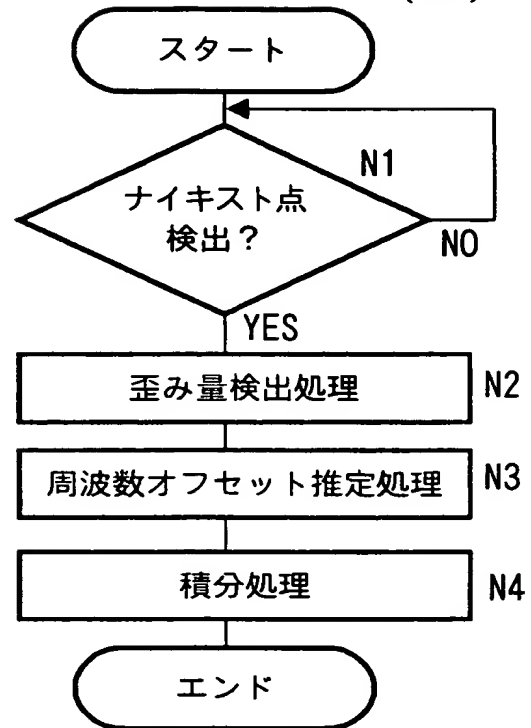 スタート
N1
ナイキスト点
検出?
NO
YES
歪み量検出処理
N2
周波数オフセット推定処理
N3
積分処理
N4
エンド